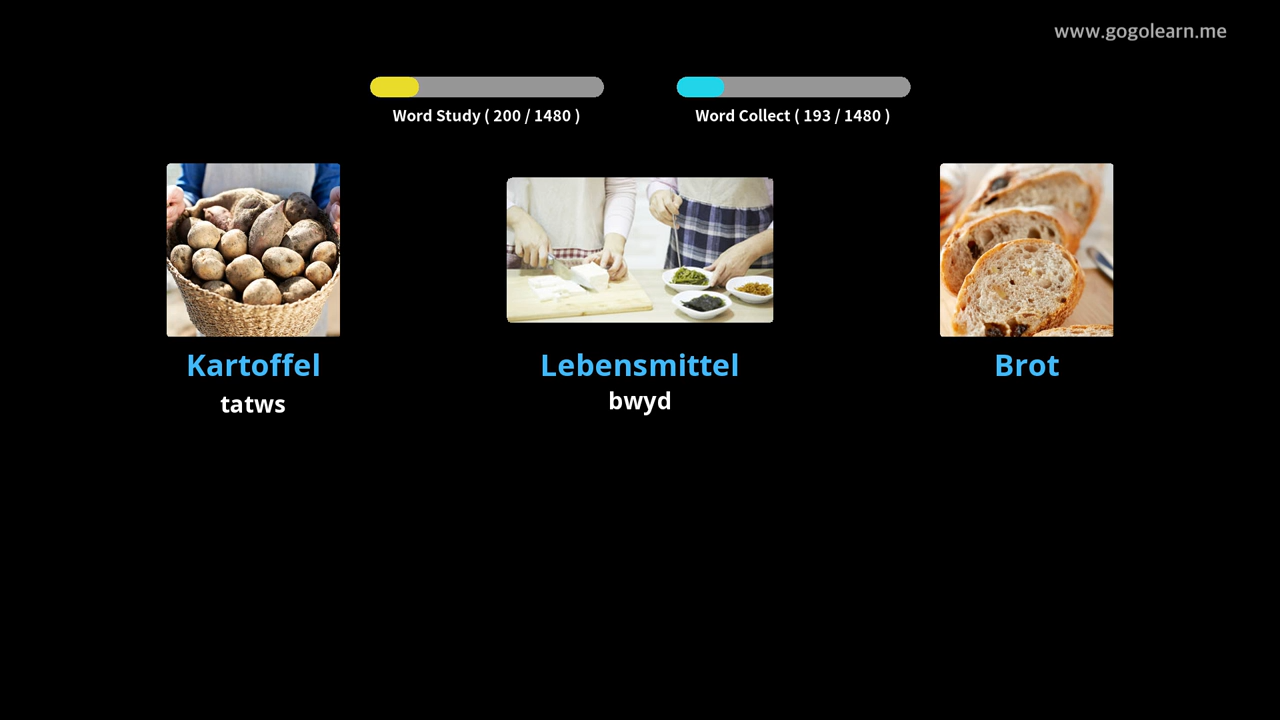 www.gogolearn.me
Word Study ( 200 / 1480 )
Word Collect ( 193 / 1480 )
Kartoffel
tatws
Lebensmittel
bwyd
Brot